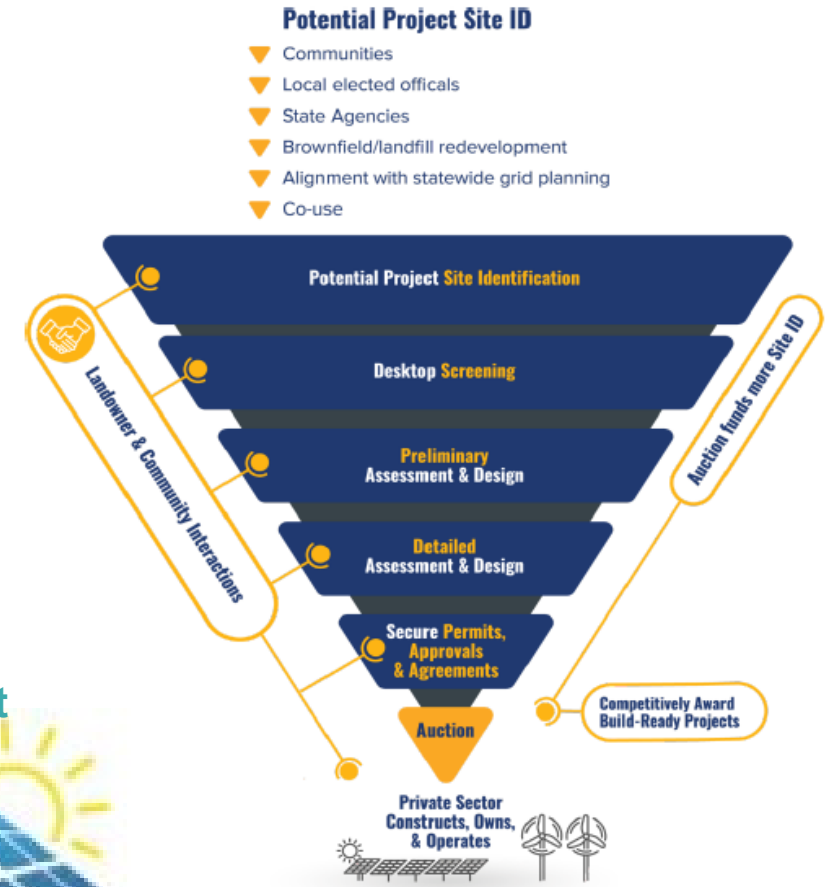 Potential Project Site ID
Communities
Local elected officals
State Agencies
Brownfield/landfill redevelopment
Alignment with statewide grid planning
Co-use
Potential Project Site Identification
Desktop Screening
Preliminary
Assessment & Design
Detailed
Assessment & Design
Secure Permits,
Approvals
& Agreements
Auction
Landowner & Community Interactions
Auction funds more Site ID
Competitively Award
Build-Ready Projects
Private Sector
Constructs, Owns,
& Operates
t